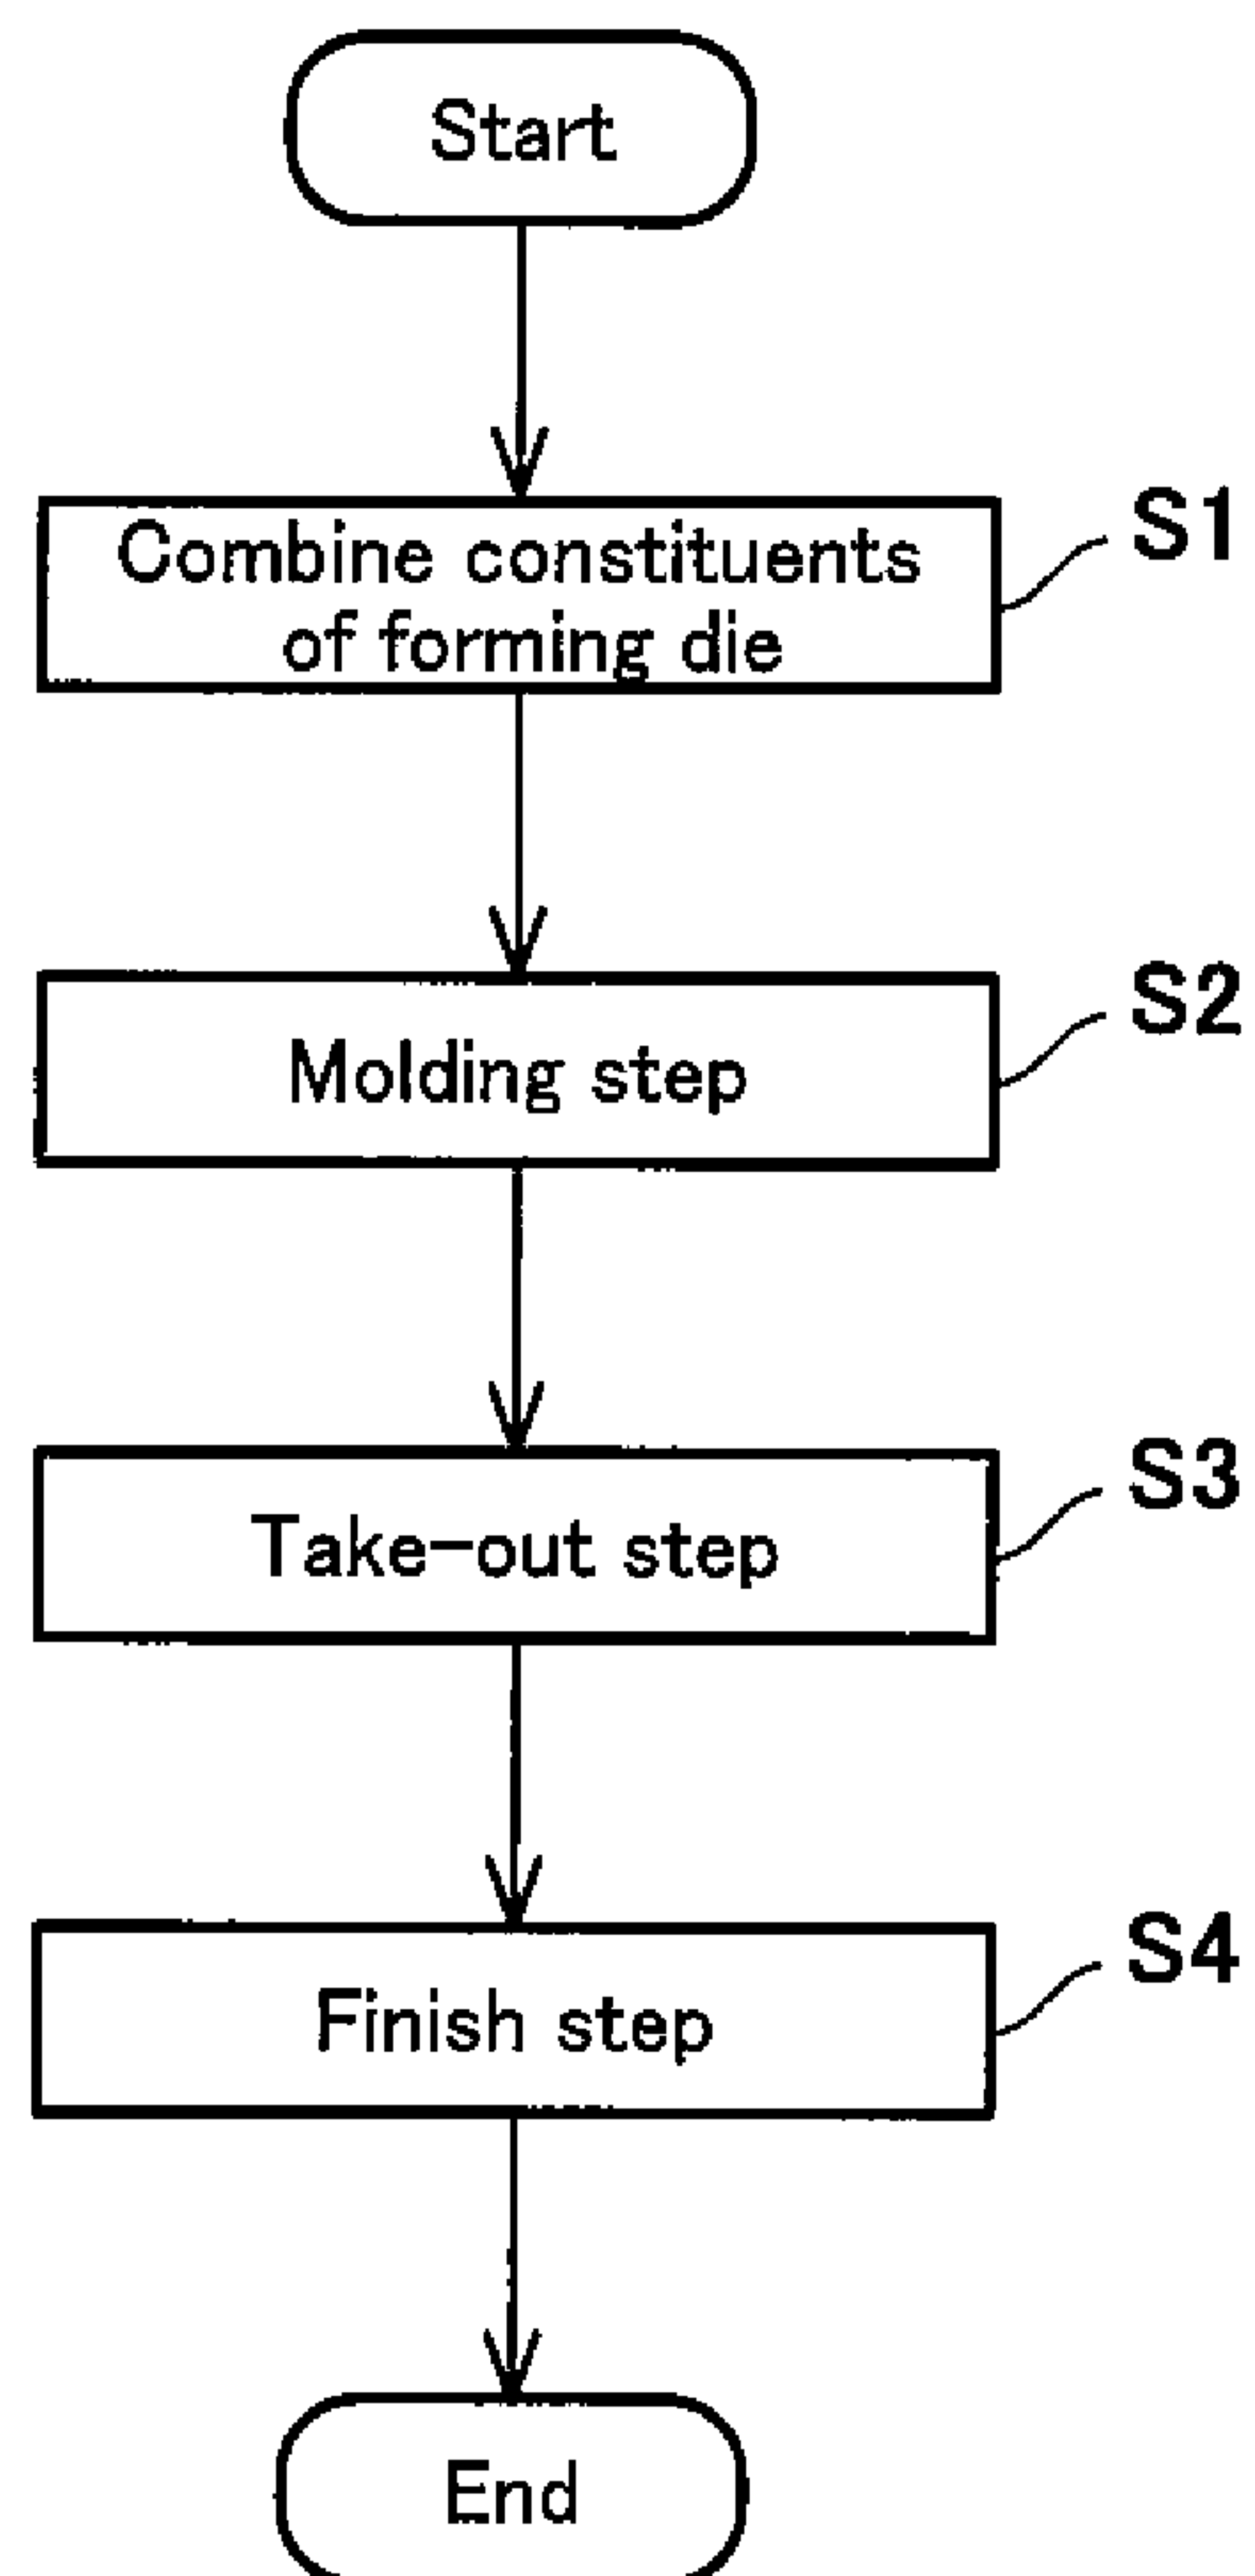 Start
Combine constituents
of forming die
S1
Molding step
S2
Take-out step
S3
Finish step
S4
End